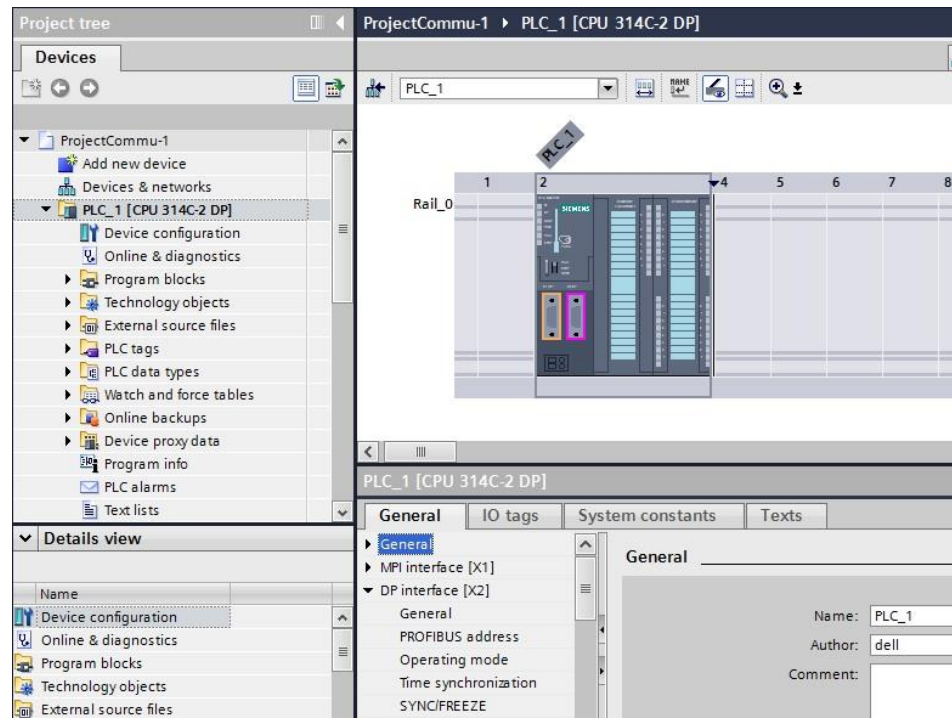 Project tree
Devices
ProjectCommu-1
Add new device
Devices & networks
PLC_1 [CPU 314C-2 DP]
Device configuration
Online & diagnostics
Program blocks
Technology objects
External source files
PLC tags
PLC data types
Watch and force tables
Online backups
Device proxy data
Program info
PLC alarms
Text lists
Details view
Name
Device configuration
Online & diagnostics
Program blocks
Technology objects
External source files
ProjectCommu-1 PLC_1 [CPU 314C-2 DP]
PLC_1
PLC_1
1 2 4 5 6 7 8
Rail_0
SIEMENS
PLC_1 [CPU 314C-2 DP]
General IO tags System constants Texts
General
MPI interface [X1]
DP interface [X2]
General
PROFIBUS address
Operating mode
Time synchronization
SYNC/FREEZE
General
Name: PLC_1
Author: dell
Comment: